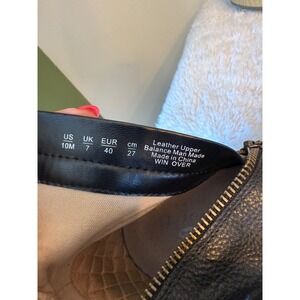 US UK EUR cm
10M 7 40 27
Leather Upper
Balance Man Made
Made in China
WIN OVER